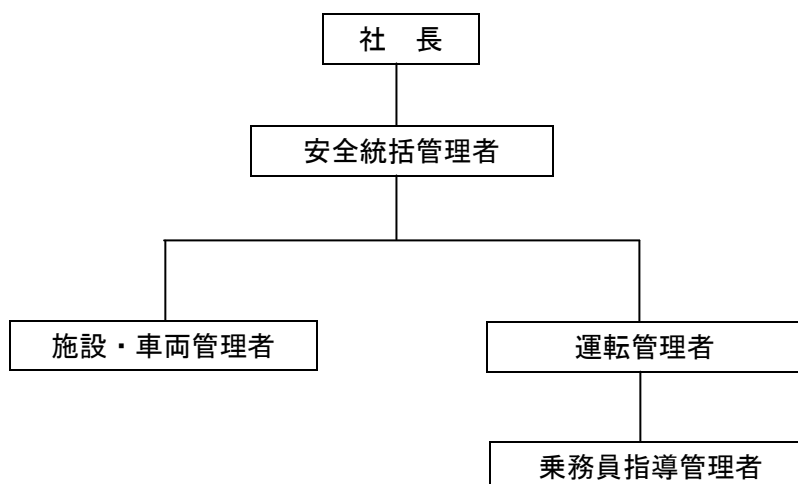 社　長
安全統括管理者
施設・車両管理者
運転管理者
乗務員指導管理者